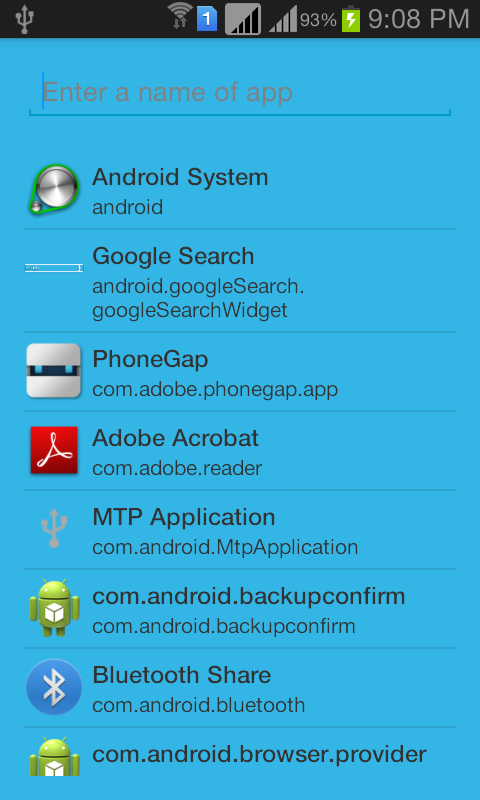 1 93% 9:08 PM
Enter a name of app
Android System
android
Google Search
android.googleSearch.
googleSearchWidget
PhoneGap
com.adobe.phonegap.app
Adobe Acrobat
com.adobe.reader
MTP Application
com.android.MtpApplication
com.android.backupconfirm
com.android.backupconfirm
Bluetooth Share
com.android.bluetooth
com.android.browser.provider